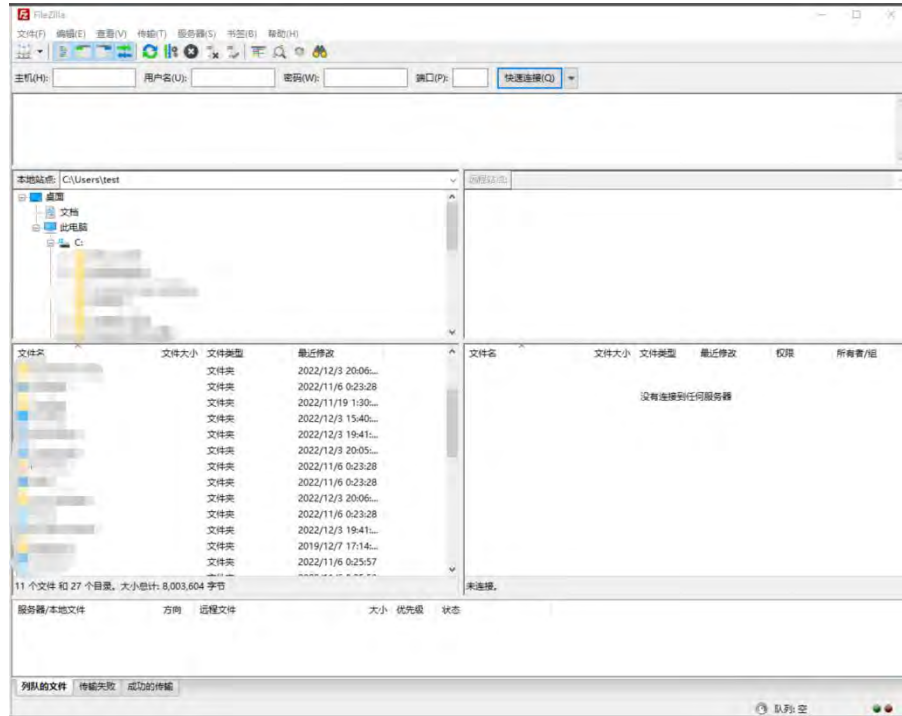 FileZilla
文件(F) 编辑(E) 查看(V) 传输(T) 服务器(S) 书签(B) 帮助(H)
主机(H): 用户名(U): 密码(W): 端口(P): 快速连接(Q)
本地站点: C:\Users\test
远程站点:
桌面
文档
此电脑
C:
文件名 文件大小 文件类型 最近修改
文件夹 2022/12/3 20:06:...
文件夹 2022/11/6 0:23:28
文件夹 2022/11/19 1:30:...
文件夹 2022/12/3 15:40:...
文件夹 2022/12/3 19:41:...
文件夹 2022/12/3 20:05:...
文件夹 2022/11/6 0:23:28
文件夹 2022/11/6 0:23:28
文件夹 2022/12/3 20:06:...
文件夹 2022/11/6 0:23:28
文件夹 2022/12/3 19:41:...
文件夹 2019/12/7 17:14:...
文件夹 2022/11/6 0:25:57
11 个文件 和 27 个目录。大小总计: 8,003,604 字节
文件名 文件大小 文件类型 最近修改 权限 所有者/组
没有连接到任何服务器
未连接。
服务器/本地文件 方向 远程文件 大小 优先级 状态
列队的文件 传输失败 成功的传输
队列: 空